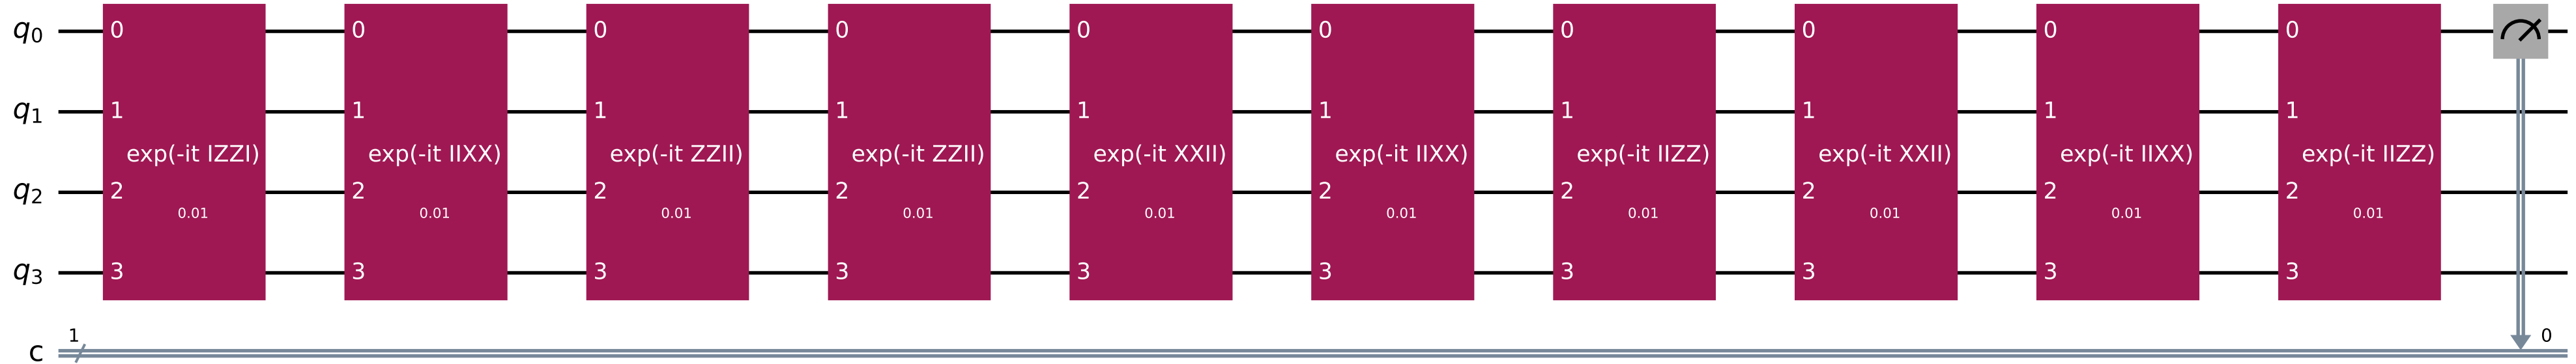 q0 0 0 0 0 0 0 0 0 0 0
q1 1 1 1 1 1 1 1 1 1 1
exp(-it IZZI) exp(-it IIXX) exp(-it ZZII) exp(-it ZZII) exp(-it XXII) exp(-it IIXX) exp(-it IIZZ) exp(-it XXII) exp(-it IIXX) exp(-it IIZZ)
q2 2 2 2 2 2 2 2 2 2 2
0.01 0.01 0.01 0.01 0.01 0.01 0.01 0.01 0.01 0.01
q3 3 3 3 3 3 3 3 3 3 3
1 0
c